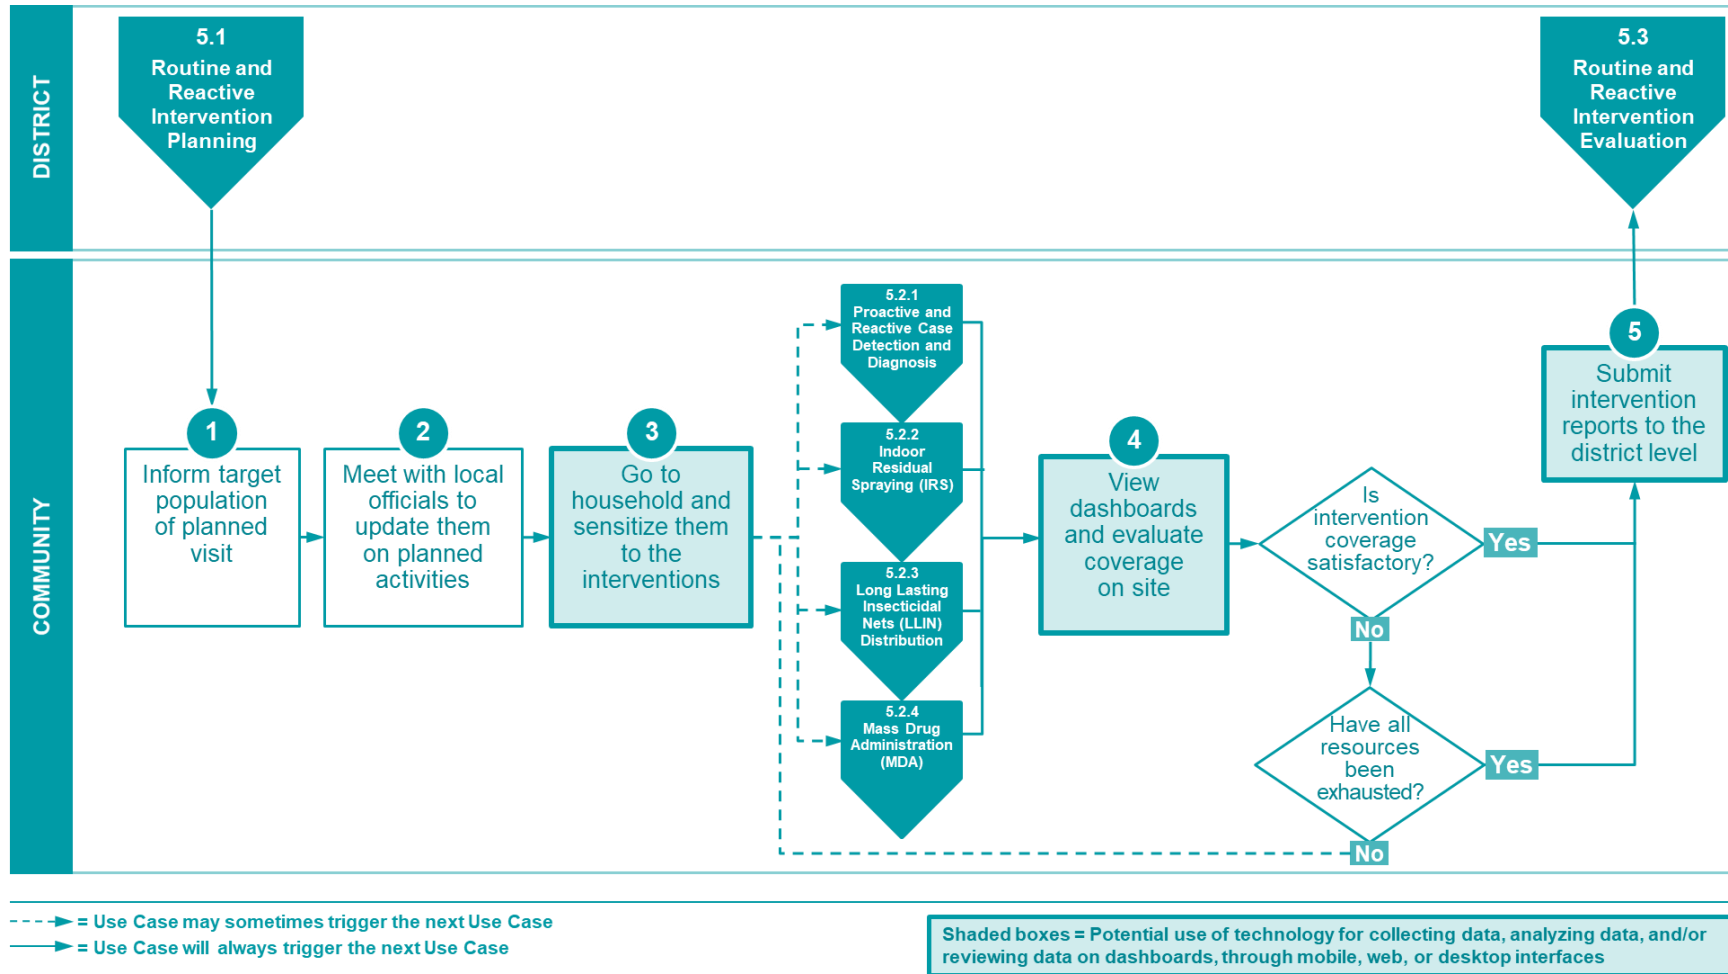 DISTRICT
5.1
Routine and
Reactive
Intervention
Planning
5.3
Routine and
Reactive
Intervention
Evaluation
COMMUNITY
1
Inform target
population
of planned
visit
2
Meet with local
officials to
update them
on planned
activities
3
Go to
household and
sensitize them
to the
interventions
5.2.1
Proactive and
Reactive Case
Detection and
Diagnosis
5.2.2
Indoor
Residual
Spraying (IRS)
5.2.3
Long Lasting
Insecticidal
Nets (LLIN)
Distribution
5.2.4
Mass Drug
Administration
(MDA)
4
View
dashboards
and evaluate
coverage
on site
Is
intervention
coverage
satisfactory?
Yes
No
Have all
resources
been
exhausted?
Yes
No
5
Submit
intervention
reports to the
district level
= Use Case may sometimes trigger the next Use Case
= Use Case will always trigger the next Use Case
Shaded boxes = Potential use of technology for collecting data, analyzing data, and/or
reviewing data on dashboards, through mobile, web, or desktop interfaces